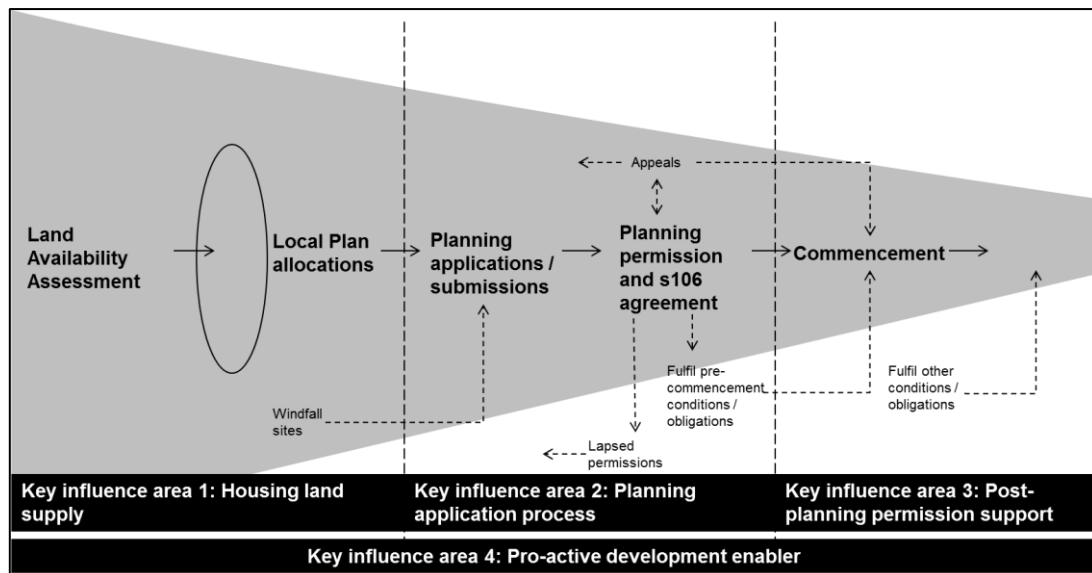 Appeals
Land
Availability
Assessment
Local Plan
allocations
Planning
applications /
submissions
Planning
permission
and s106
agreement
Commencement
Windfall
sites
Fulfil pre-
commencement
conditions /
obligations
Fulfil other
conditions /
obligations
Lapsed
permissions
Key influence area 1: Housing land
supply
Key influence area 2: Planning
application process
Key influence area 3: Post-
planning permission support
Key influence area 4: Pro-active development enabler